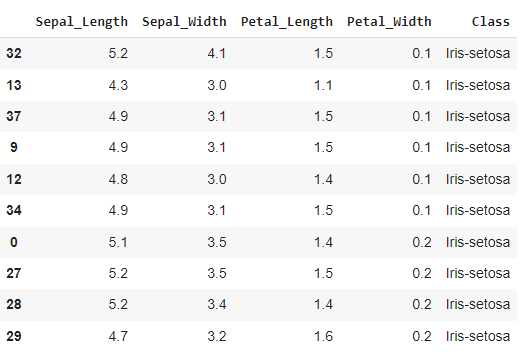 Sepal_Length Sepal_Width Petal_Length Petal_Width Class
32 5.2 4.1 1.5 0.1 Iris-setosa
13 4.3 3.0 1.1 0.1 Iris-setosa
37 4.9 3.1 1.5 0.1 Iris-setosa
9 4.9 3.1 1.5 0.1 Iris-setosa
12 4.8 3.0 1.4 0.1 Iris-setosa
34 4.9 3.1 1.5 0.1 Iris-setosa
0 5.1 3.5 1.4 0.2 Iris-setosa
27 5.2 3.5 1.5 0.2 Iris-setosa
28 5.2 3.4 1.4 0.2 Iris-setosa
29 4.7 3.2 1.6 0.2 Iris-setosa